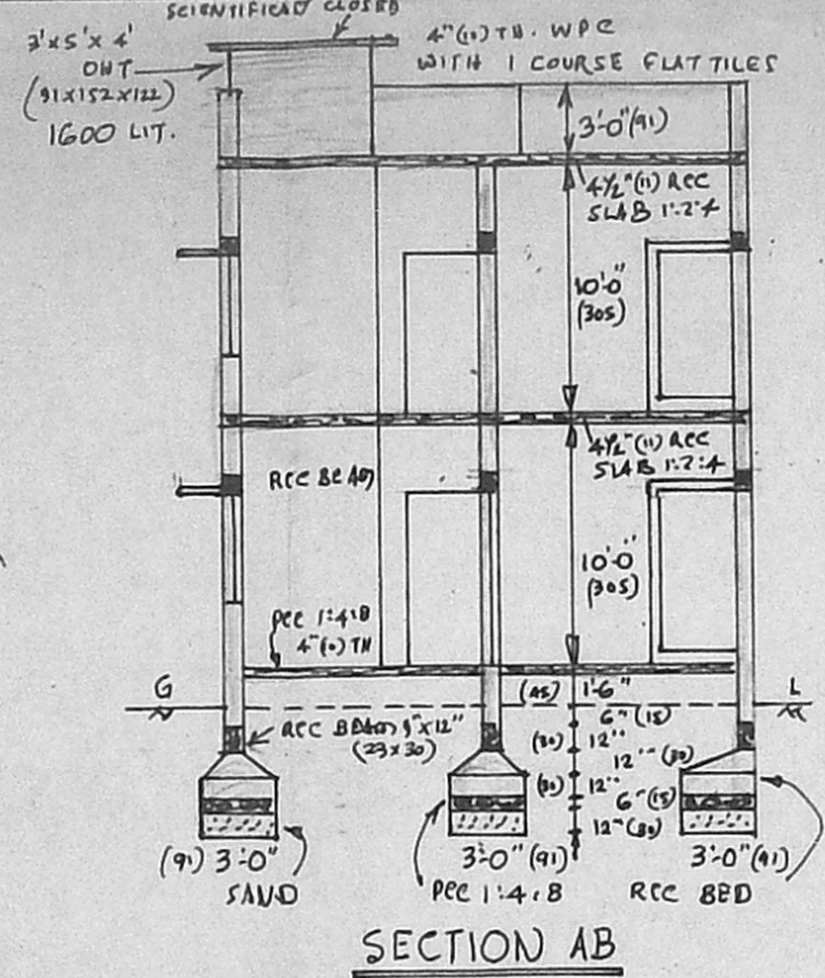 SCIENTIFICALY CLOSED
3'x5'x4'
OHT
(91x152x122)
1600 LIT.
4"(10) TH. WPC
WITH 1 COURSE FLAT TILES
3'-0"(91)
4½"(11) RCC
SLAB 1:2:4
10'-0"
(305)
4½"(11) RCC
SLAB 1:2:4
RCC BEAM
10'-0"
(305)
PCC 1:4:8
4"(10) TH
G
L
(45) 1'-6"
6"(15)
RCC BEAM 9"x12"
(23x30)
(30) 12"
12"(30)
(30) 12"
6"(15)
12"(30)
(91) 3'-0"
3'-0"(91)
3'-0"(91)
SAND
PCC 1:4:8
RCC BED
SECTION AB